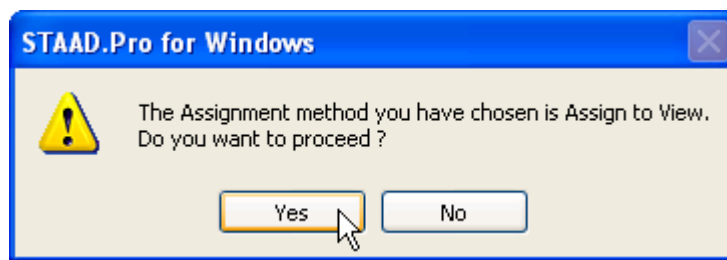 STAAD.Pro for Windows
The Assignment method you have chosen is Assign to View.
Do you want to proceed ?
Yes No